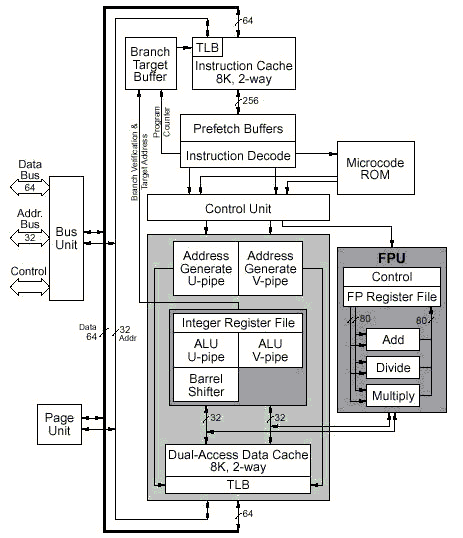 64
TLB
Instruction Cache
8K, 2-way
Branch
Target
Buffer
256
Program
Counter
Branch Verification &
Target Address
Prefetch Buffers
Instruction Decode
Microcode
ROM
Control Unit
Data
Bus
64
Addr.
Bus
32
Control
Bus
Unit
Address
Generate
U-pipe
Address
Generate
V-pipe
FPU
Control
FP Register File
80
80
Add
Divide
Multiply
Integer Register File
ALU
U-pipe
ALU
V-pipe
Barrel
Shifter
Data
64
32
Addr
32
32
Page
Unit
Dual-Access Data Cache
8K, 2-way
TLB
64